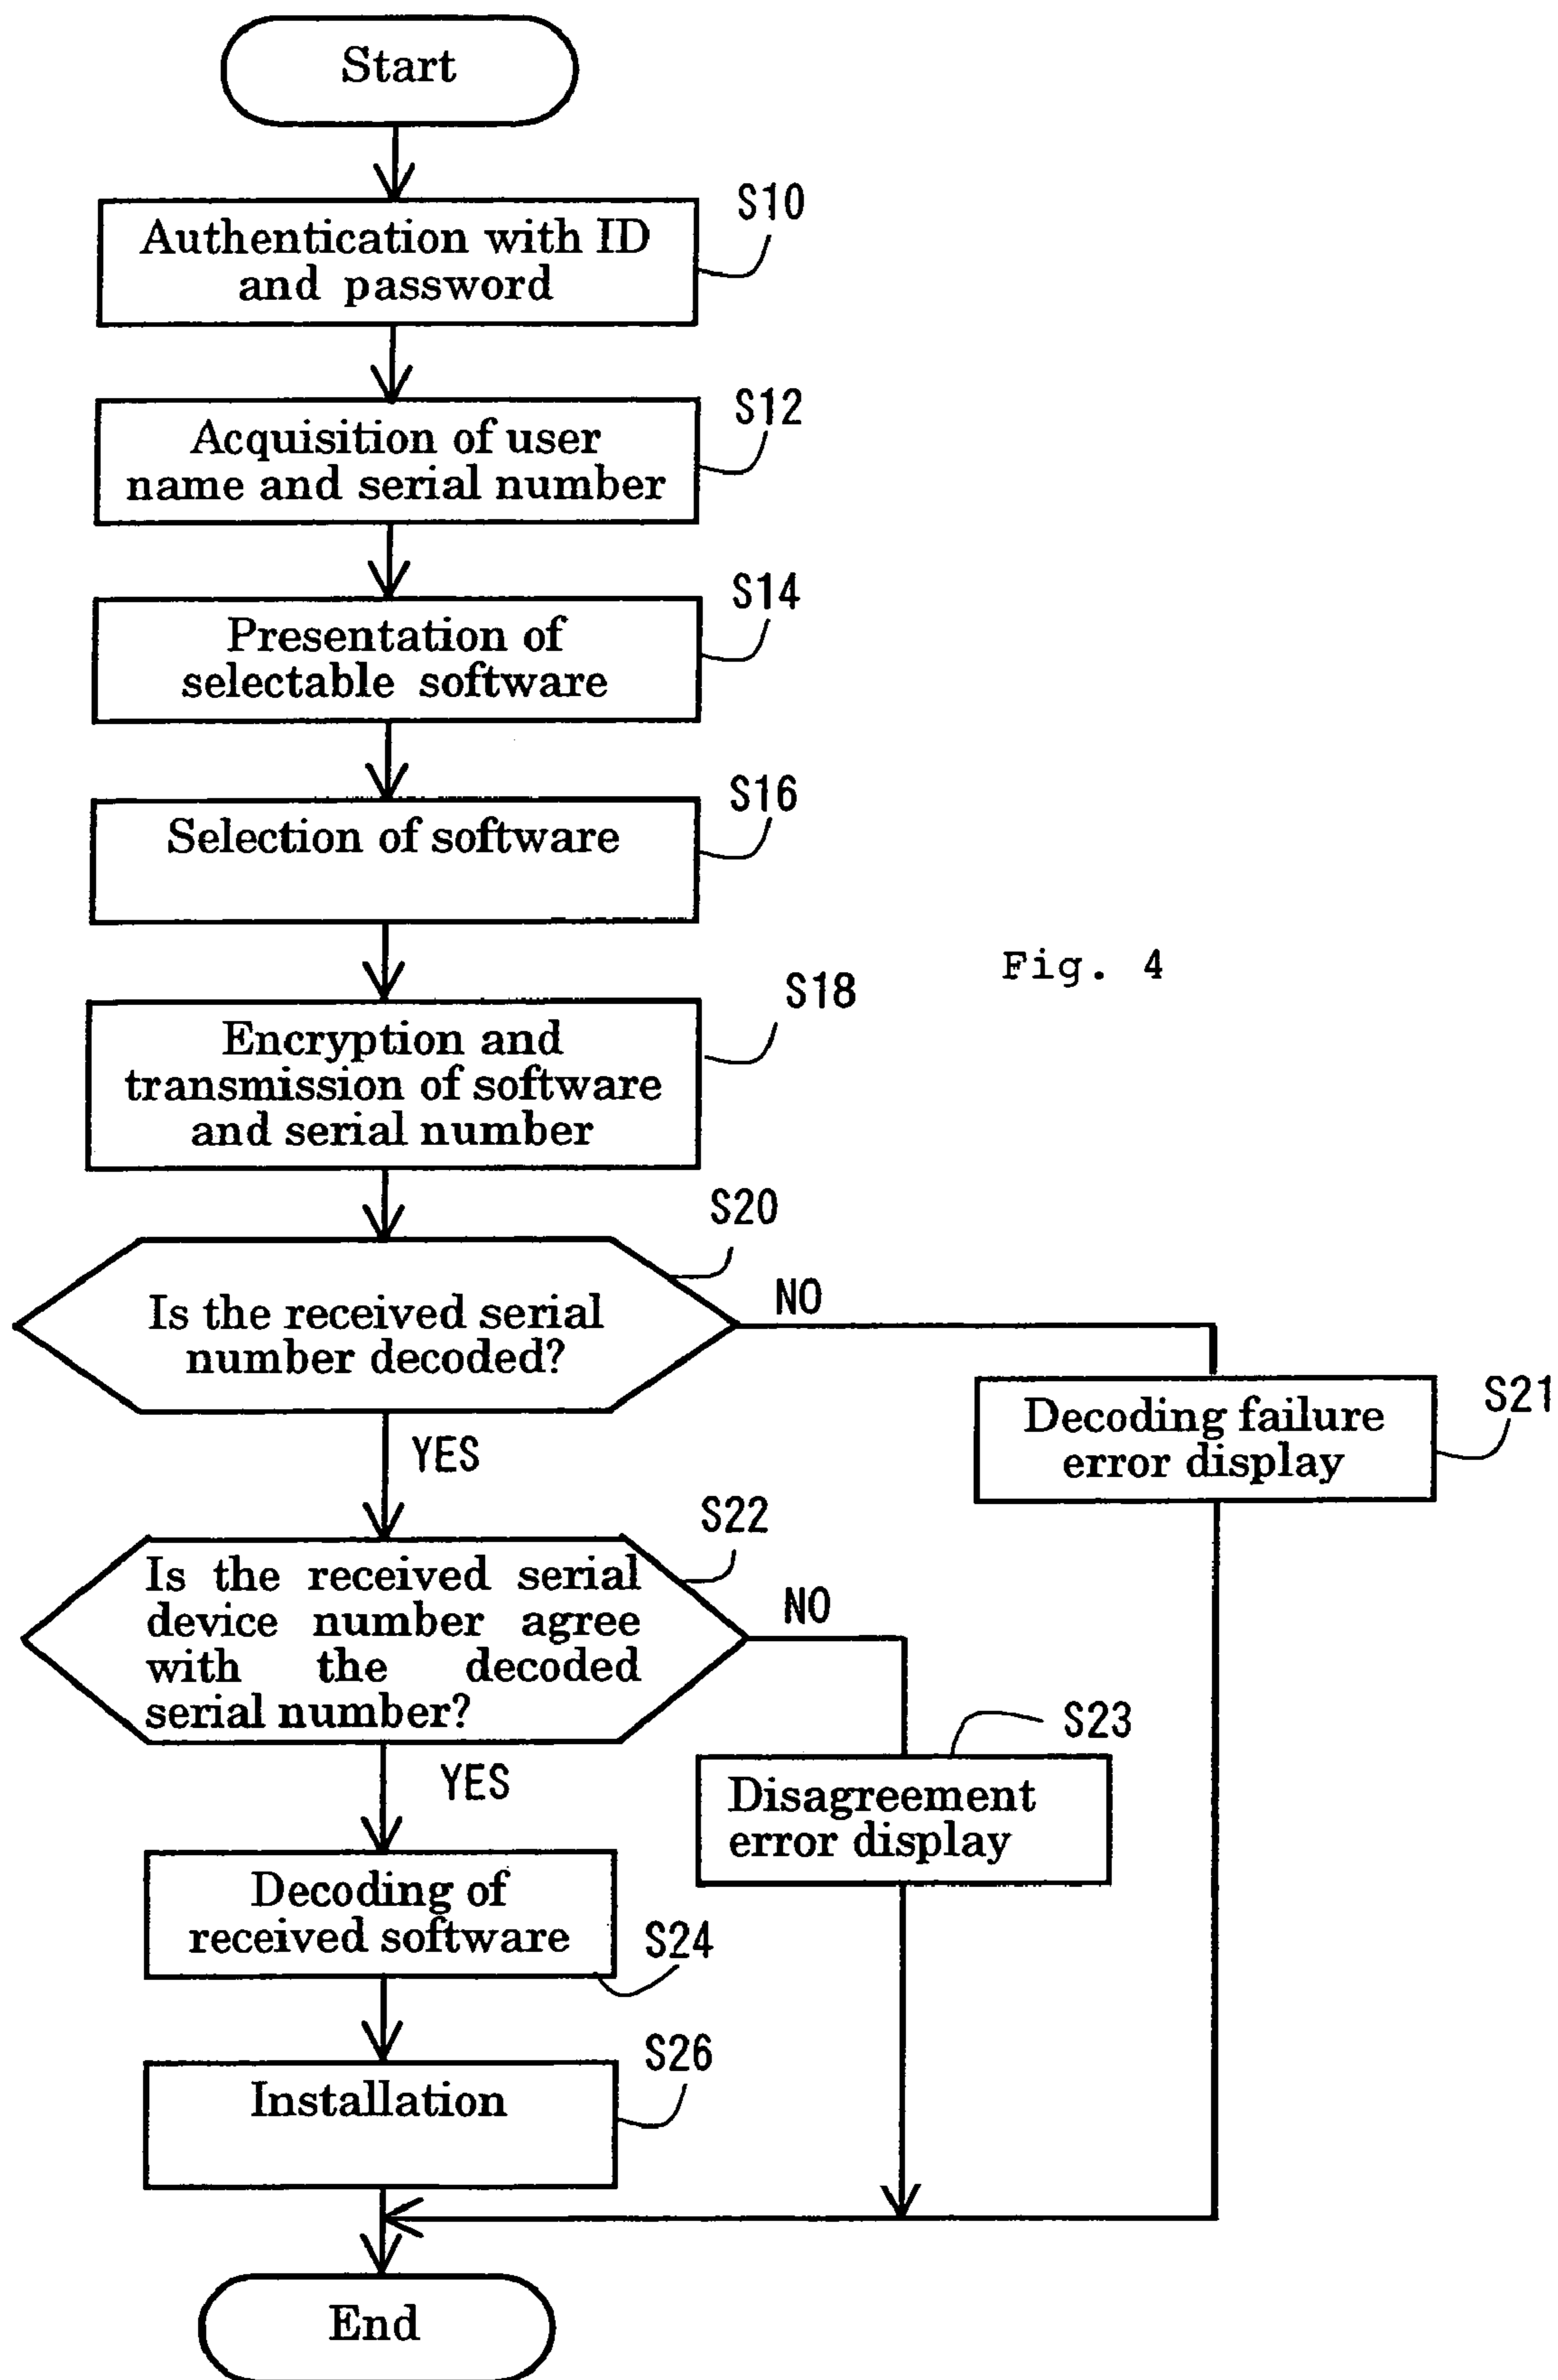 Start
S10
Authentication with ID
and password
S12
Acquisition of user
name and serial number
S14
Presentation of
selectable software
S16
Selection of software
Fig. 4
S18
Encryption and
transmission of software
and serial number
S20
Is the received serial
number decoded?
NO
S21
Decoding failure
error display
YES
S22
Is the received serial
device number agree
with the decoded
serial number?
NO
S23
Disagreement
error display
YES
Decoding of
received software
S24
S26
Installation
End